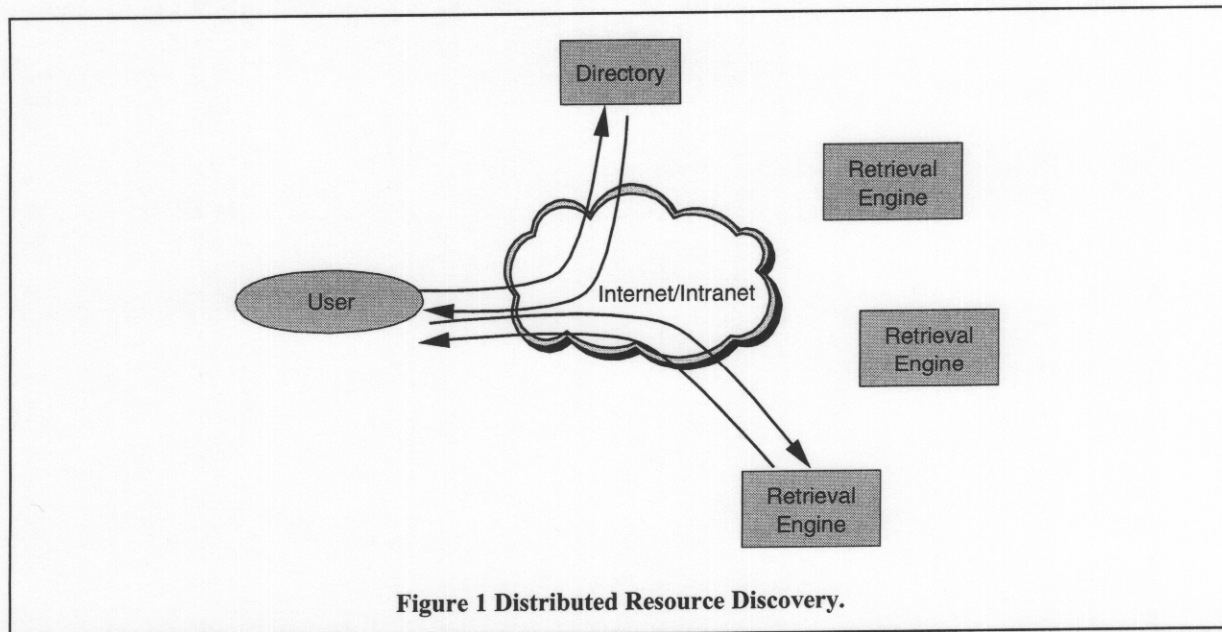 Directory
Retrieval
Engine
User
Internet/Intranet
Retrieval
Engine
Retrieval
Engine
Figure 1 Distributed Resource Discovery.